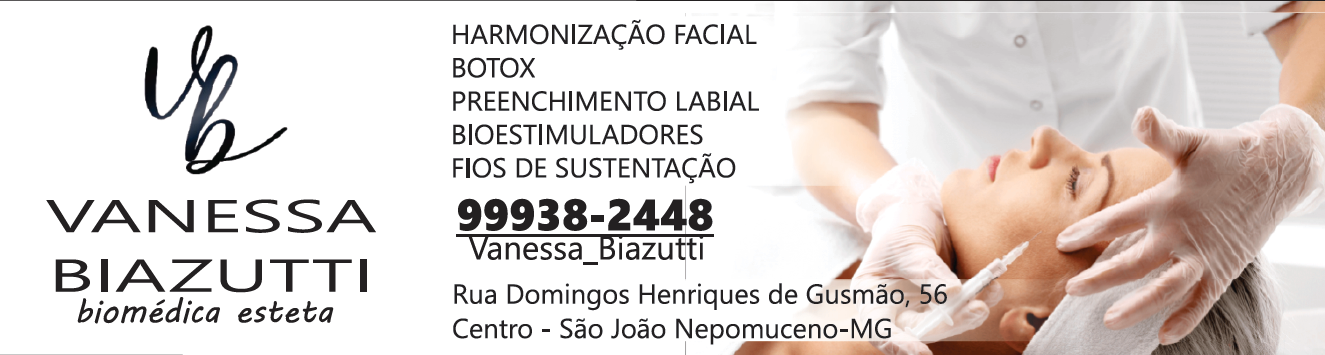 VB
VANESSA
BIAZUTTI
biomédica esteta
HARMONIZAÇÃO FACIAL
BOTOX
PREENCHIMENTO LABIAL
BIOESTIMULADORES
FIOS DE SUSTENTAÇÃO
99938-2448
Vanessa_Biazutti
Rua Domingos Henriques de Gusmão, 56
Centro - São João Nepomuceno-MG